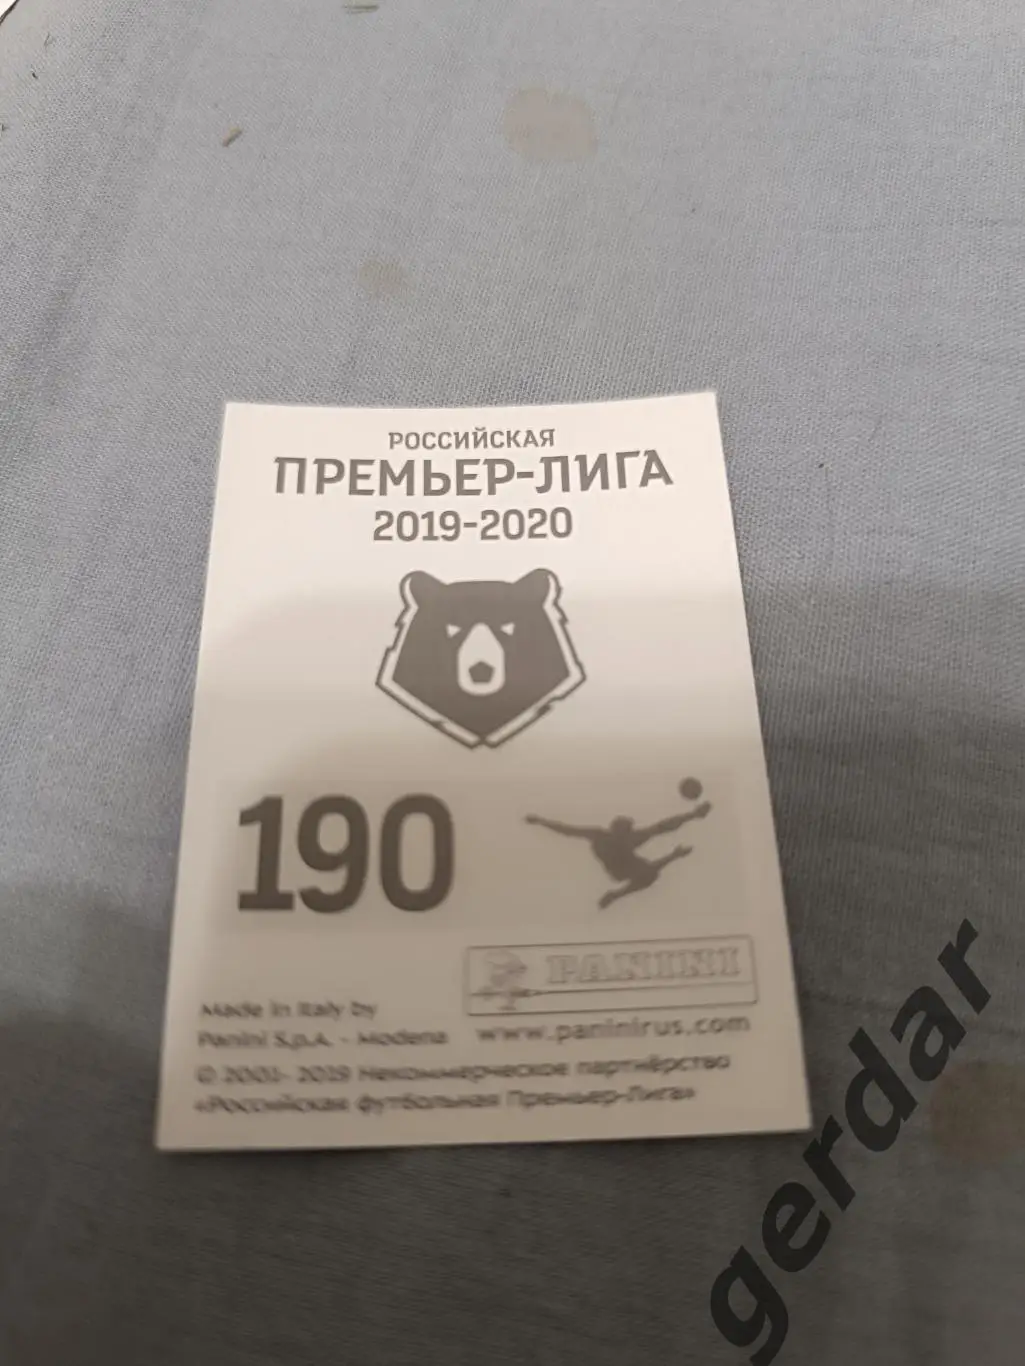 РОССИЙСКАЯ
ПРЕМЬЕР-ЛИГА
2019-2020
190
PANINI
Made in Italy by
Panini S.p.A. - Modena
www.paninirus.com
© 2001- 2019 Некоммерческое партнёрство
«Российская футбольная Премьер-Лига»
gerdar